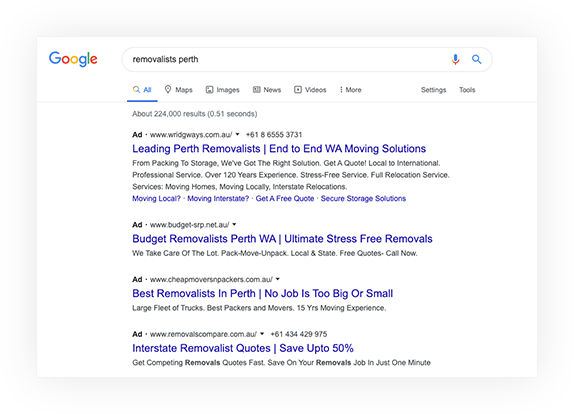 Google
removalists perth
All Maps Images News Videos More Settings Tools
About 224,000 results (0.51 seconds)
Ad · www.wridgways.com.au/ +61 8 6555 3731
Leading Perth Removalists | End to End WA Moving Solutions
From Packing To Storage, We've Got The Right Solution. Get A Quote! Local to International.
Professional Service. Over 120 Years Experience. Stress-Free Service. Full Relocation Service.
Services: Moving Homes, Moving Locally, Interstate Relocations.
Moving Local? · Moving Interstate? · Get A Free Quote · Secure Storage Solutions
Ad · www.budget-srp.net.au/
Budget Removalists Perth WA | Ultimate Stress Free Removals
We Take Care Of The Lot. Pack-Move-Unpack. Local & State. Free Quotes- Call Now.
Ad · www.cheapmoversnpackers.com.au/
Best Removalists In Perth | No Job Is Too Big Or Small
Large Fleet of Trucks. Best Packers and Movers. 15 Yrs Moving Experience.
Ad · www.removalscompare.com.au/ +61 434 429 975
Interstate Removalist Quotes | Save Upto 50%
Get Competing Removals Quotes Fast. Save On Your Removals Job In Just One Minute